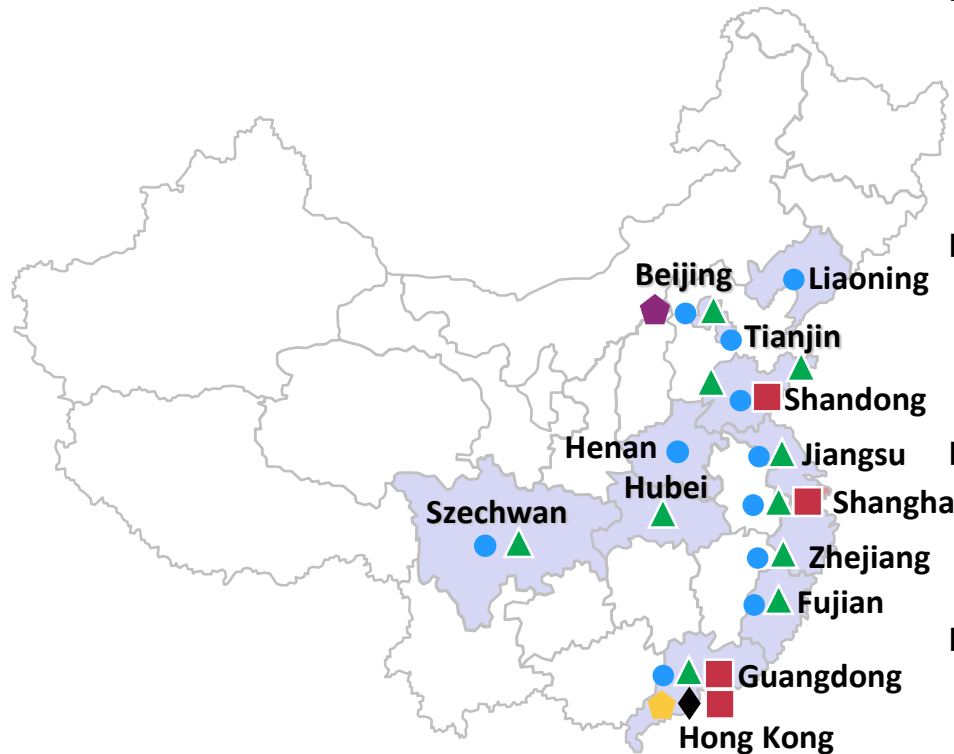 Beijing
Liaoning
Tianjin
Shandong
Henan
Jiangsu
Hubei
Shangha
Szechwan
Zhejiang
Fujian
Guangdong
Hong Kong